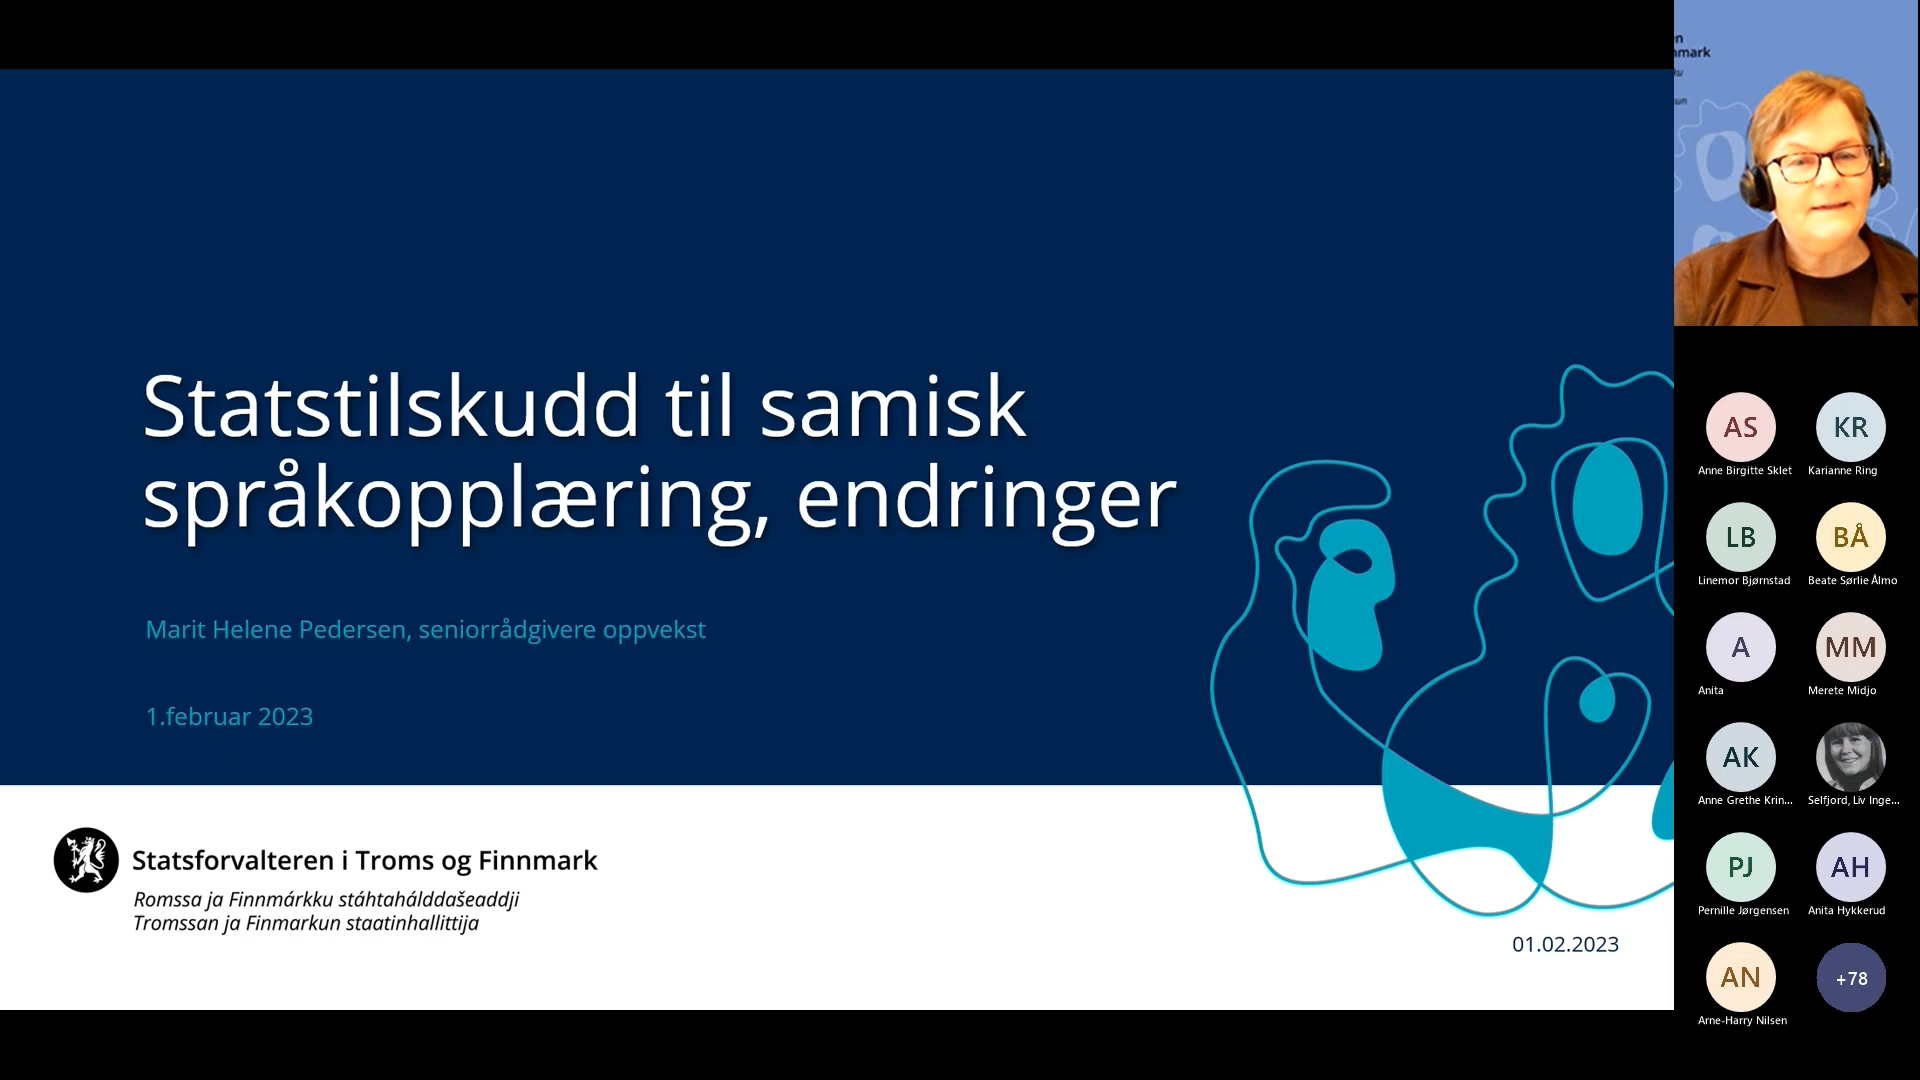 Statstilskudd til samisk
språkopplæring, endringer
Marit Helene Pedersen, seniorrådgivere oppvekst
1.februar 2023
Statsforvalteren i Troms og Finnmark
Romssa ja Finnmárkku stáhtahálddašeaddji
Tromssan ja Finmarkun staatinhallittija
01.02.2023
AS
KR
Anne Birgitte Sklet
Karianne Ring
LB
BÅ
Linemor Bjørnstad
Beate Sørlie Ålmo
A
MM
Anita
Merete Midjo
AK
Anne Grethe Krin...
Selfjord, Liv Inge...
PJ
AH
Pernille Jørgensen
Anita Hykkerud
AN
+78
Arne-Harry Nilsen